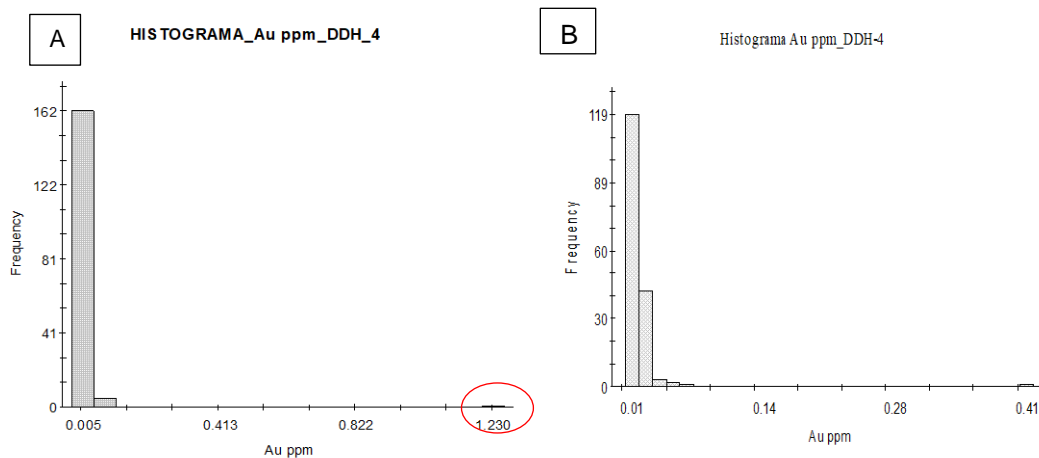 A
HISTOGRAMA_Au ppm_DDH_4
162
122
81
41
0
Frequency
0.005
0.413
0.822
1.230
Au ppm
B
Histograma Au ppm_DDH-4
119
89
60
30
0
Frequency
0.01
0.14
0.28
0.41
Au ppm